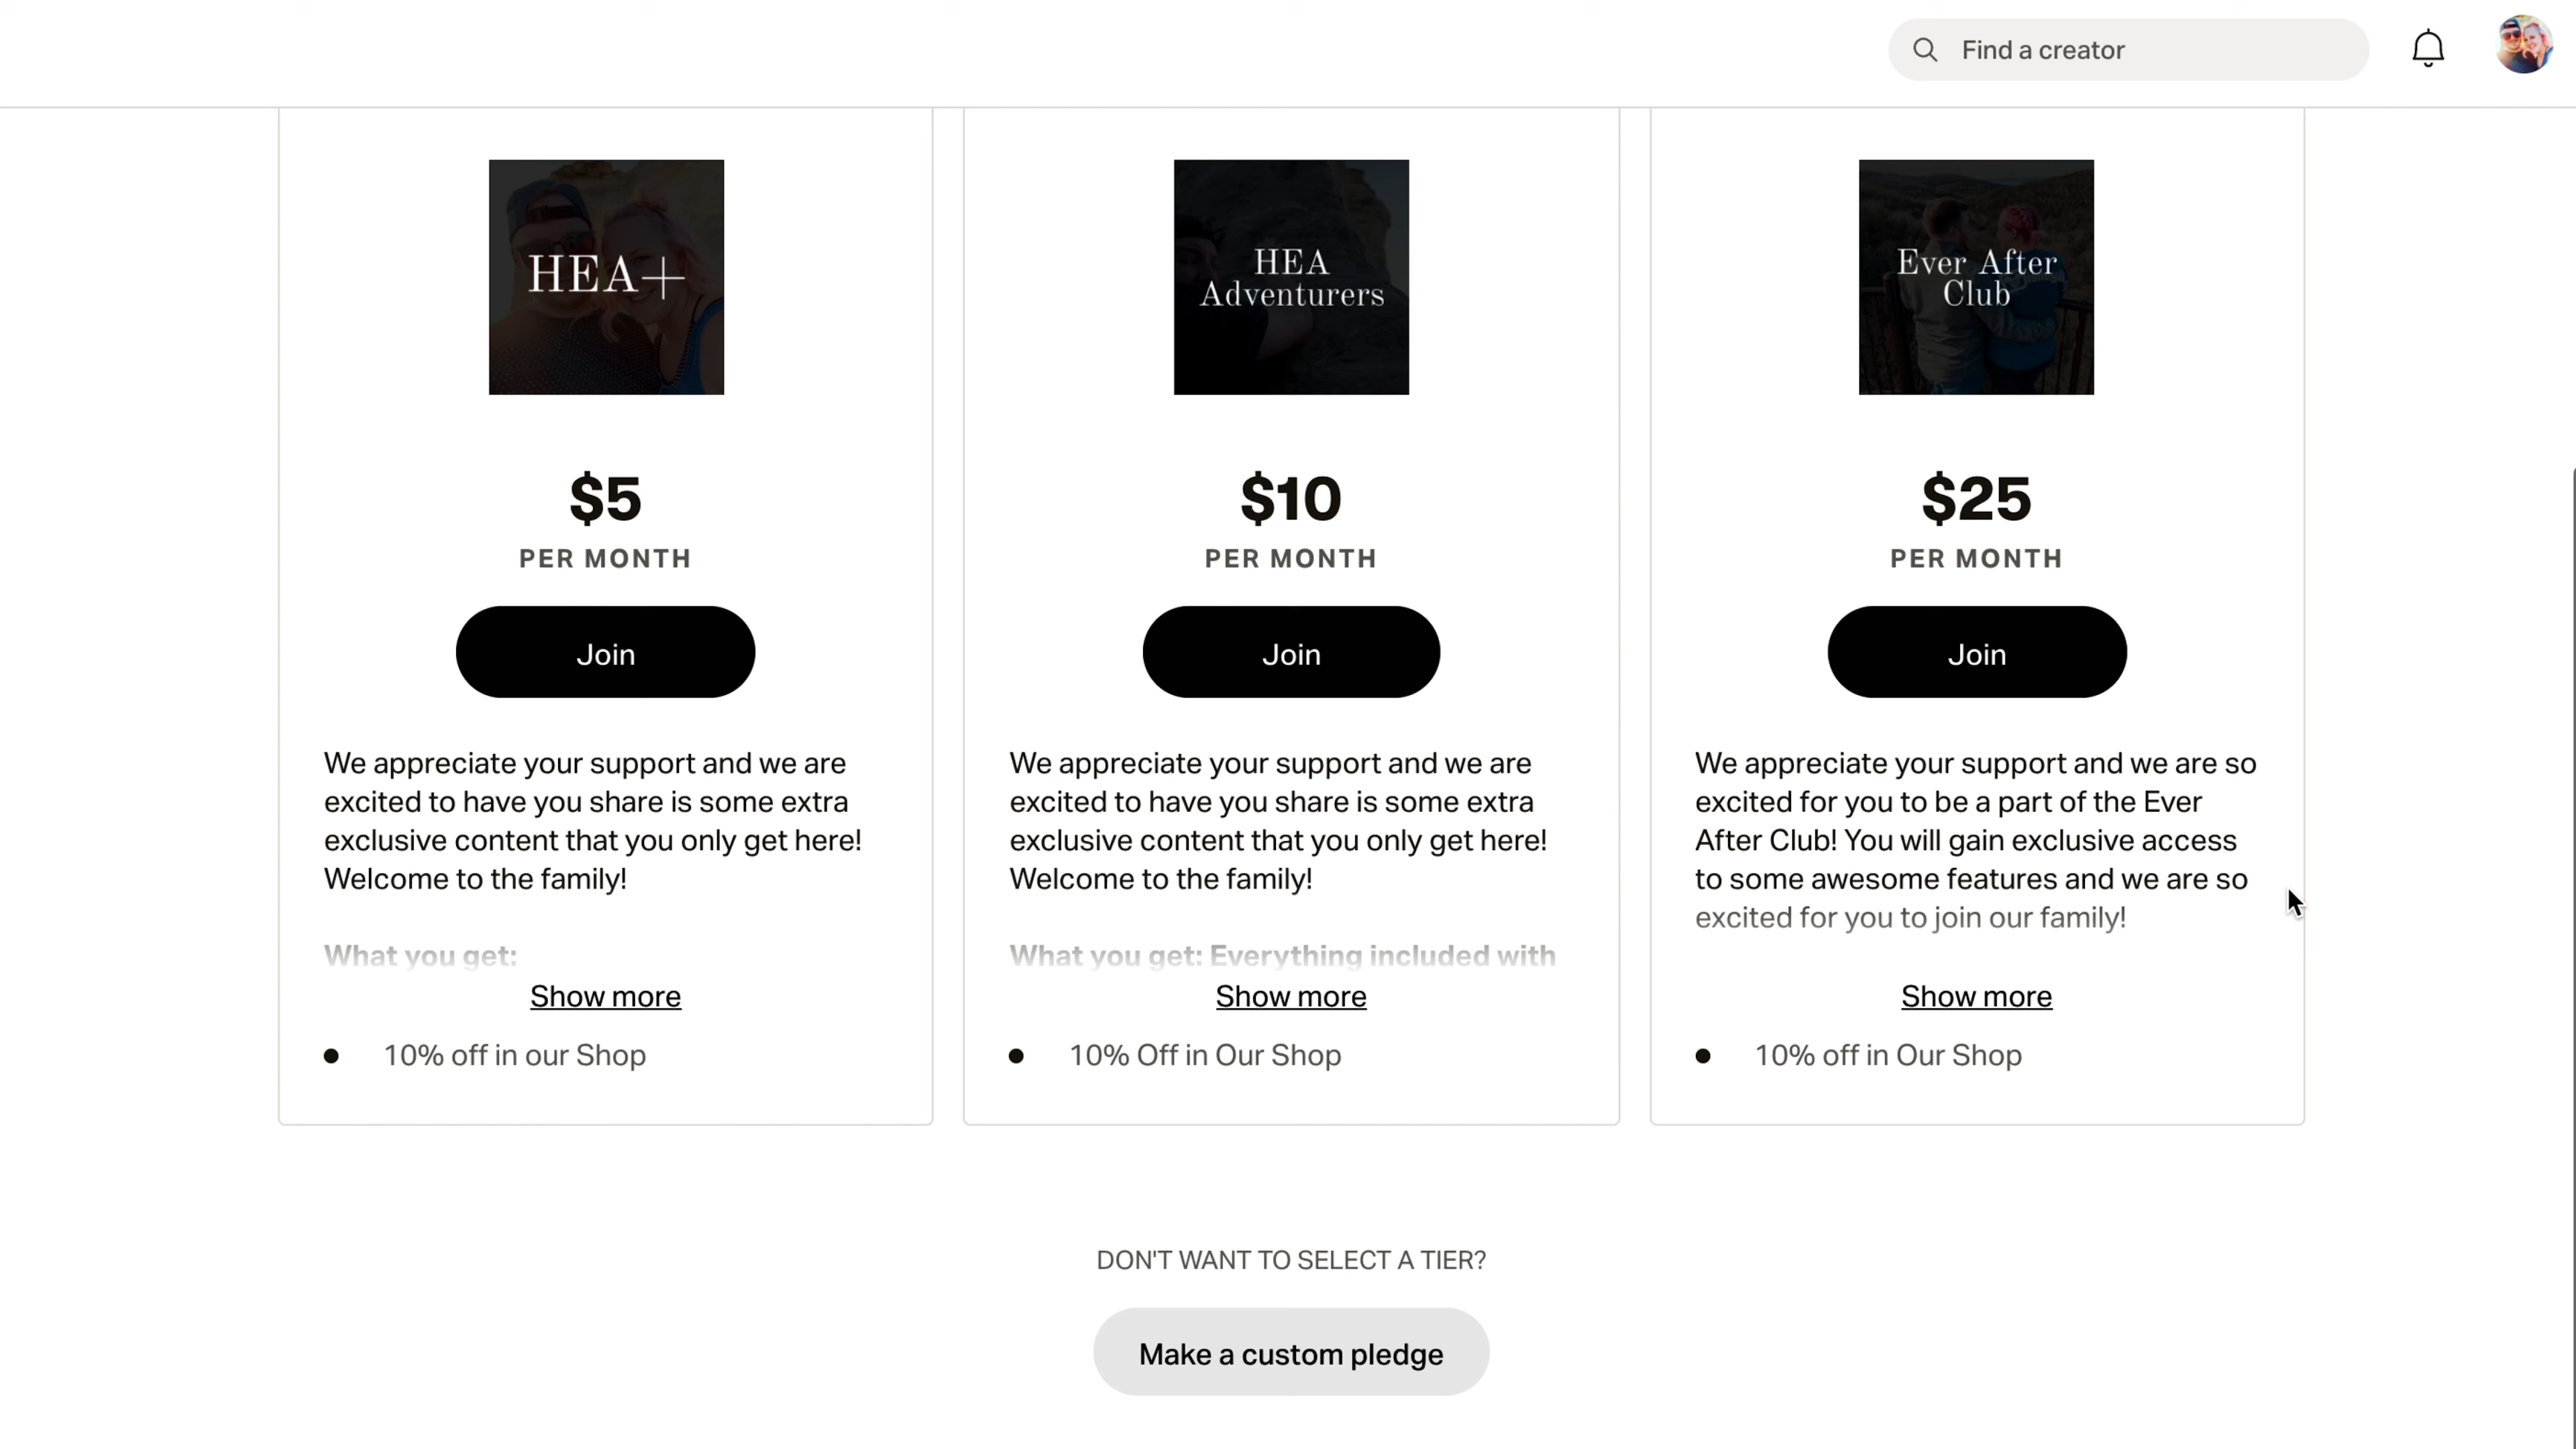 Find a creator
HEA+
$5
PER MONTH
Join
We appreciate your support and we are
excited to have you share is some extra
exclusive content that you only get here!
Welcome to the family!
What you get:
Show more
10% off in our Shop
HEA
Adventurers
$10
PER MONTH
Join
We appreciate your support and we are
excited to have you share is some extra
exclusive content that you only get here!
Welcome to the family!
What you get: Everything included with
Show more
10% Off in Our Shop
Ever After
Club
$25
PER MONTH
Join
We appreciate your support and we are so
excited for you to be a part of the Ever
After Club! You will gain exclusive access
to some awesome features and we are so
excited for you to join our family!
Show more
10% off in Our Shop
DON'T WANT TO SELECT A TIER?
Make a custom pledge